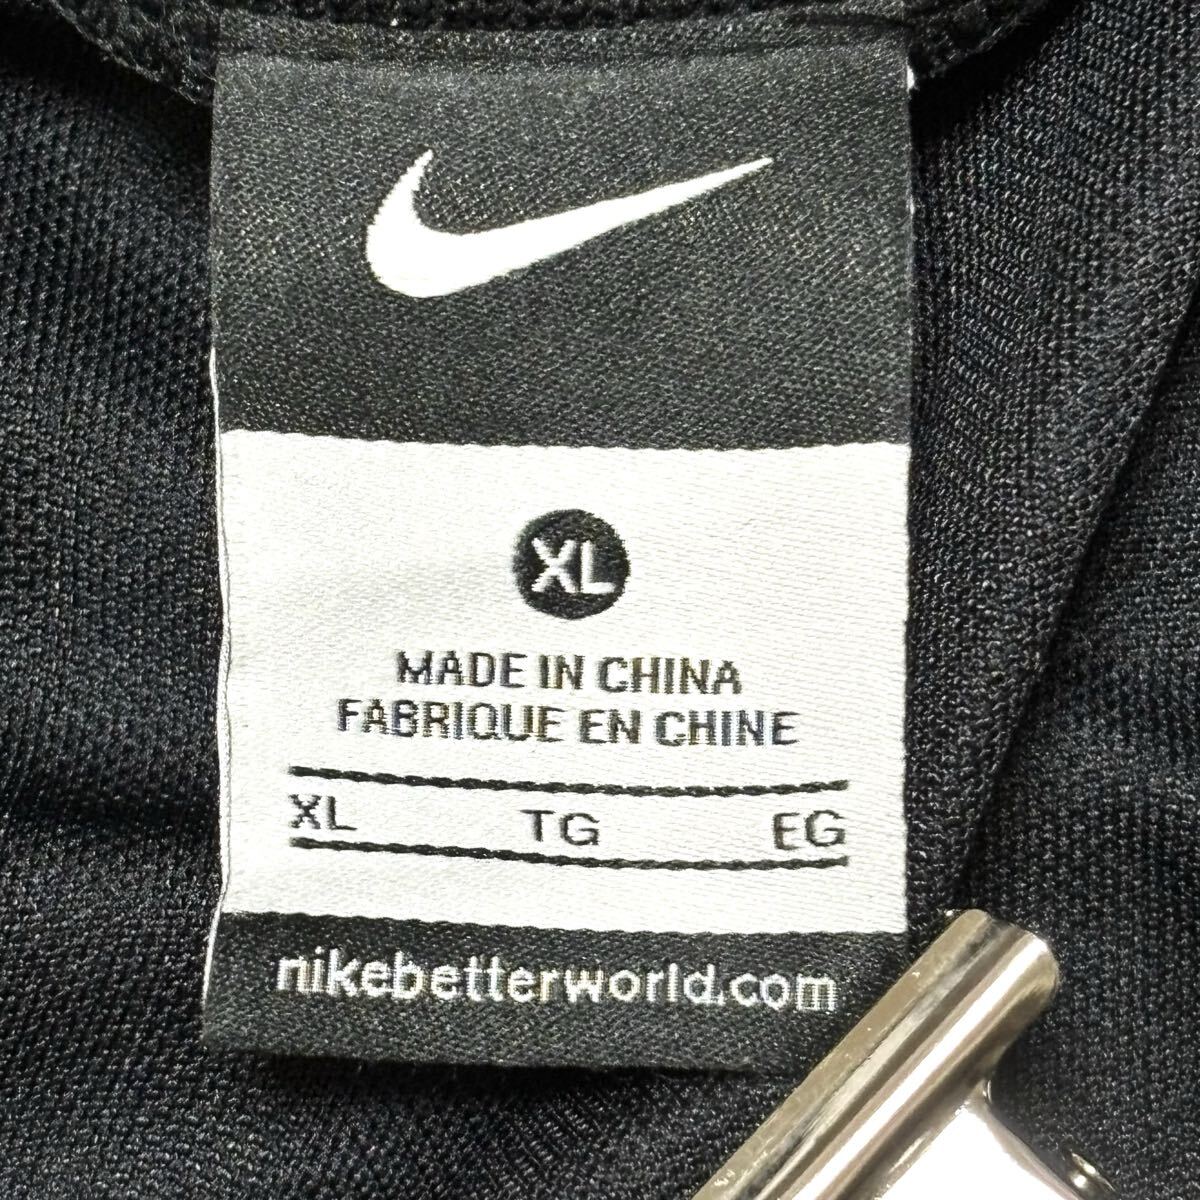 XL
MADE IN CHINA
FABRIQUE EN CHINE
XL TG EG
nikebetterworld.com